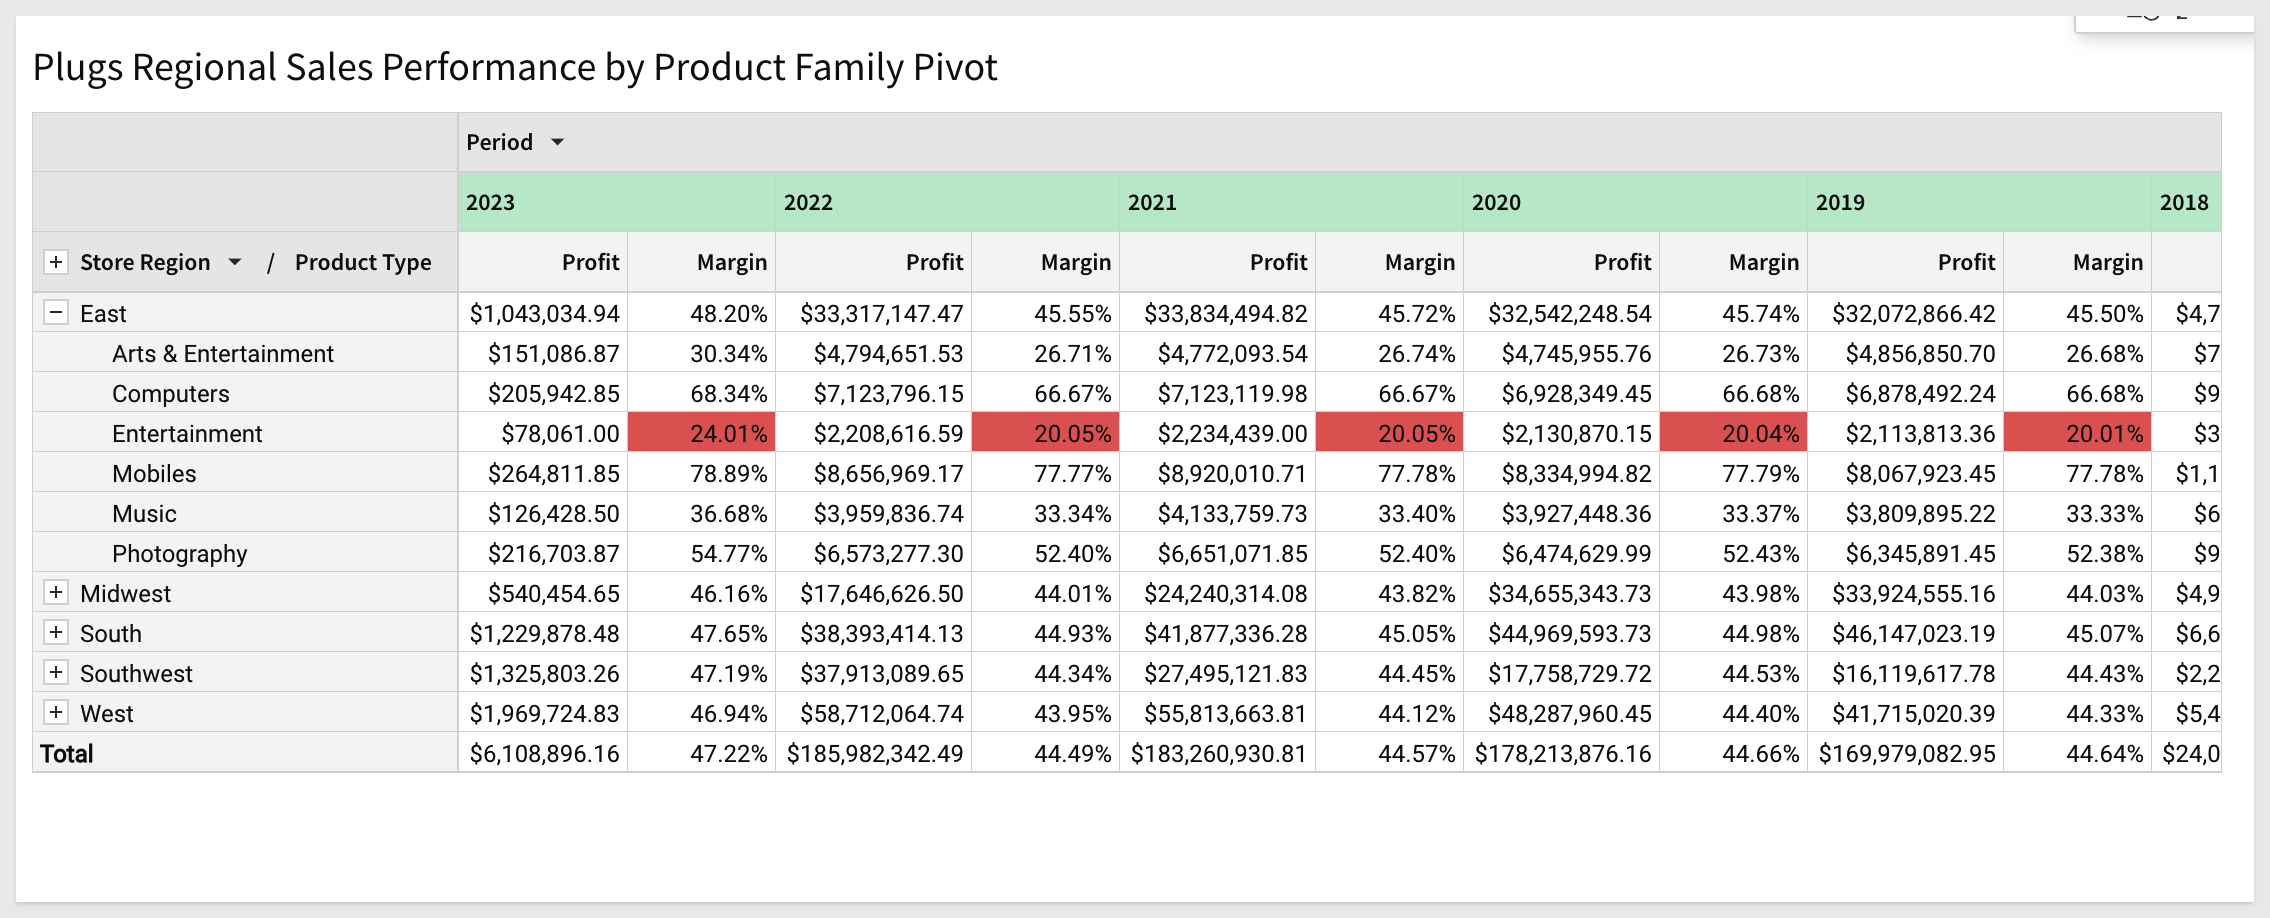 Plugs Regional Sales Performance by Product Family Pivot
Period
2023 2022 2021 2020 2019 2018
Store Region / Product Type Profit Margin Profit Margin Profit Margin Profit Margin Profit Margin
East $1,043,034.94 48.20% $33,317,147.47 45.55% $33,834,494.82 45.72% $32,542,248.54 45.74% $32,072,866.42 45.50% $4,7
Arts & Entertainment $151,086.87 30.34% $4,794,651.53 26.71% $4,772,093.54 26.74% $4,745,955.76 26.73% $4,856,850.70 26.68% $7
Computers $205,942.85 68.34% $7,123,796.15 66.67% $7,123,119.98 66.67% $6,928,349.45 66.68% $6,878,492.24 66.68% $9
Entertainment $78,061.00 24.01% $2,208,616.59 20.05% $2,234,439.00 20.05% $2,130,870.15 20.04% $2,113,813.36 20.01% $3
Mobiles $264,811.85 78.89% $8,656,969.17 77.77% $8,920,010.71 77.78% $8,334,994.82 77.79% $8,067,923.45 77.78% $1,1
Music $126,428.50 36.68% $3,959,836.74 33.34% $4,133,759.73 33.40% $3,927,448.36 33.37% $3,809,895.22 33.33% $6
Photography $216,703.87 54.77% $6,573,277.30 52.40% $6,651,071.85 52.40% $6,474,629.99 52.43% $6,345,891.45 52.38% $9
Midwest $540,454.65 46.16% $17,646,626.50 44.01% $24,240,314.08 43.82% $34,655,343.73 43.98% $33,924,555.16 44.03% $4,9
South $1,229,878.48 47.65% $38,393,414.13 44.93% $41,877,336.28 45.05% $44,969,593.73 44.98% $46,147,023.19 45.07% $6,6
Southwest $1,325,803.26 47.19% $37,913,089.65 44.34% $27,495,121.83 44.45% $17,758,729.72 44.53% $16,119,617.78 44.43% $2,2
West $1,969,724.83 46.94% $58,712,064.74 43.95% $55,813,663.81 44.12% $48,287,960.45 44.40% $41,715,020.39 44.33% $5,4
Total $6,108,896.16 47.22% $185,982,342.49 44.49% $183,260,930.81 44.57% $178,213,876.16 44.66% $169,979,082.95 44.64% $24,0